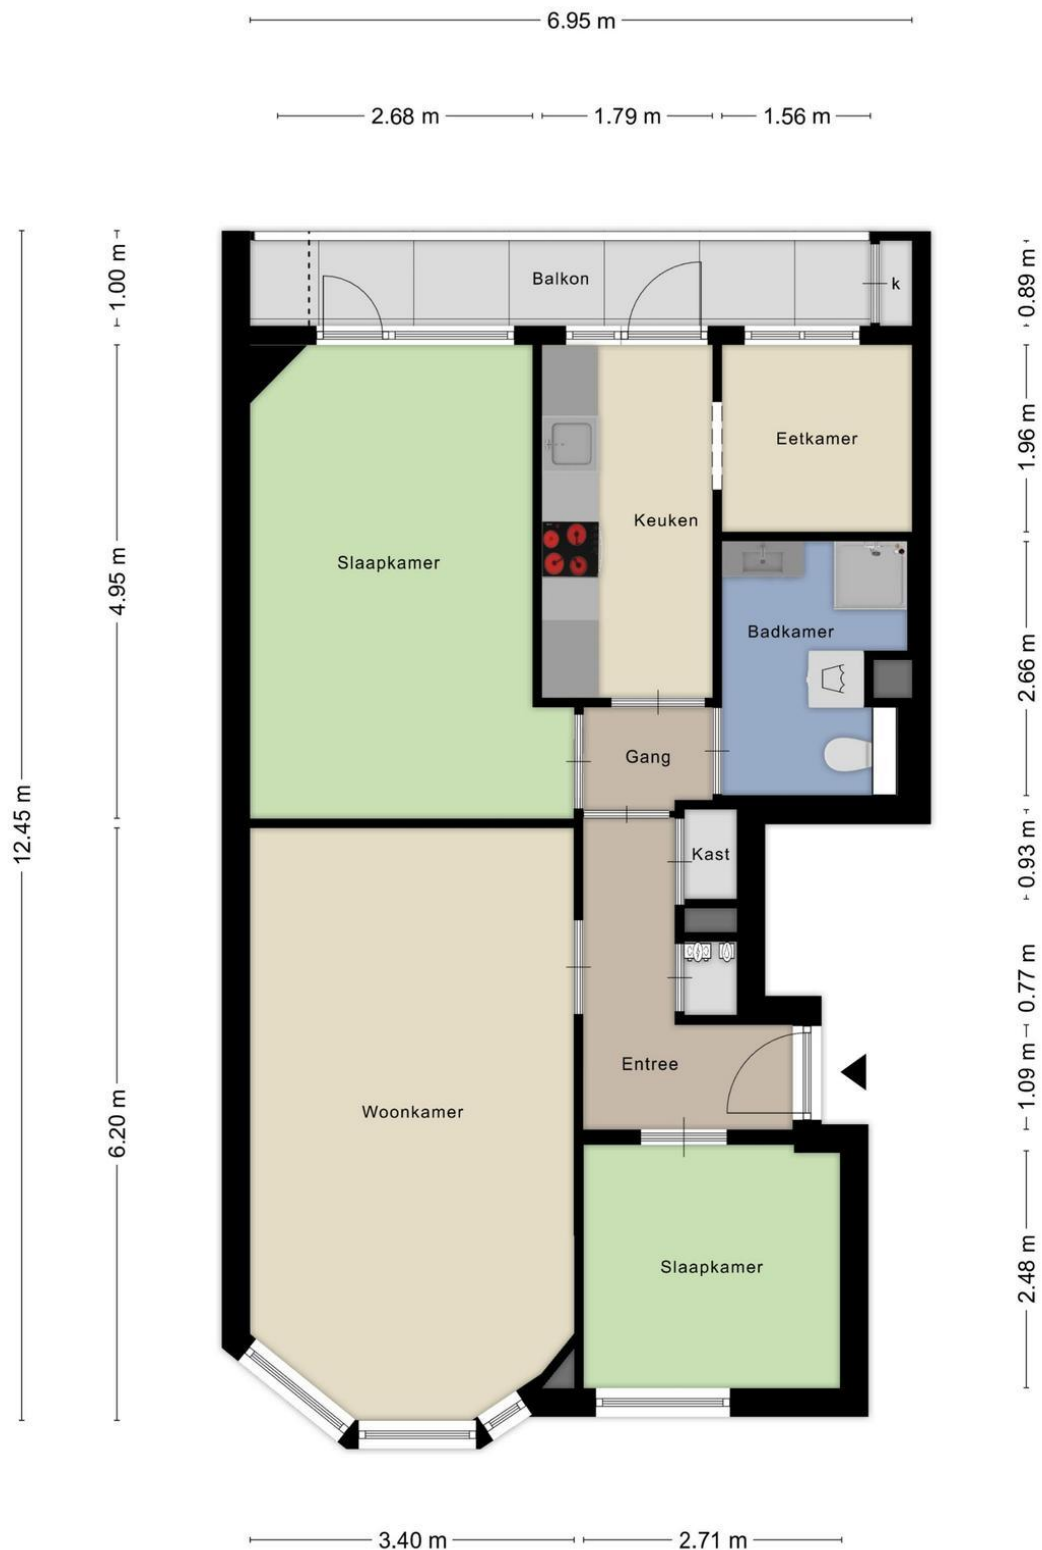 6.95 m
2.68 m
1.79 m
1.56 m
12.45 m
1.00 m
4.95 m
6.20 m
Balkon
k
Eetkamer
Keuken
Slaapkamer
Badkamer
Gang
Kast
Entree
Woonkamer
Slaapkamer
0.89 m
1.96 m
2.66 m
0.93 m
0.77 m
1.09 m
2.48 m
3.40 m
2.71 m